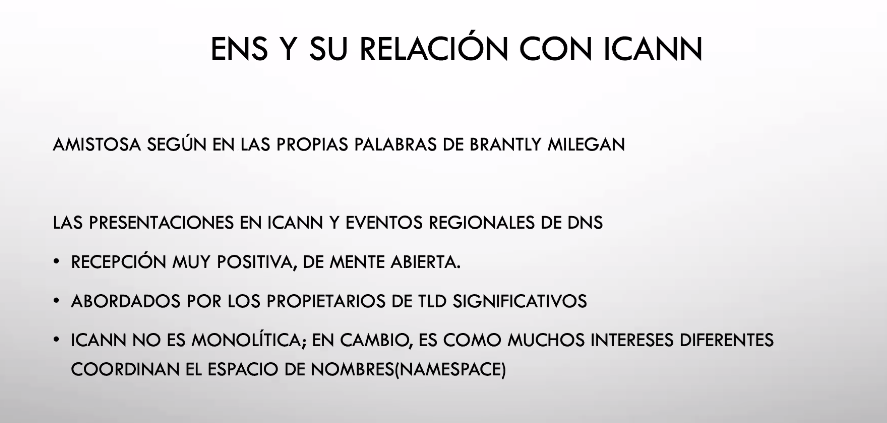 ENS Y SU RELACIÓN CON ICANN
AMISTOSA SEGÚN EN LAS PROPIAS PALABRAS DE BRANTLY MILEGAN
LAS PRESENTACIONES EN ICANN Y EVENTOS REGIONALES DE DNS
• RECEPCIÓN MUY POSITIVA, DE MENTE ABIERTA.
• ABORDADOS POR LOS PROPIETARIOS DE TLD SIGNIFICATIVOS
• ICANN NO ES MONOLÍTICA; EN CAMBIO, ES COMO MUCHOS INTERESES DIFERENTES
COORDINAN EL ESPACIO DE NOMBRES(NAMESPACE)